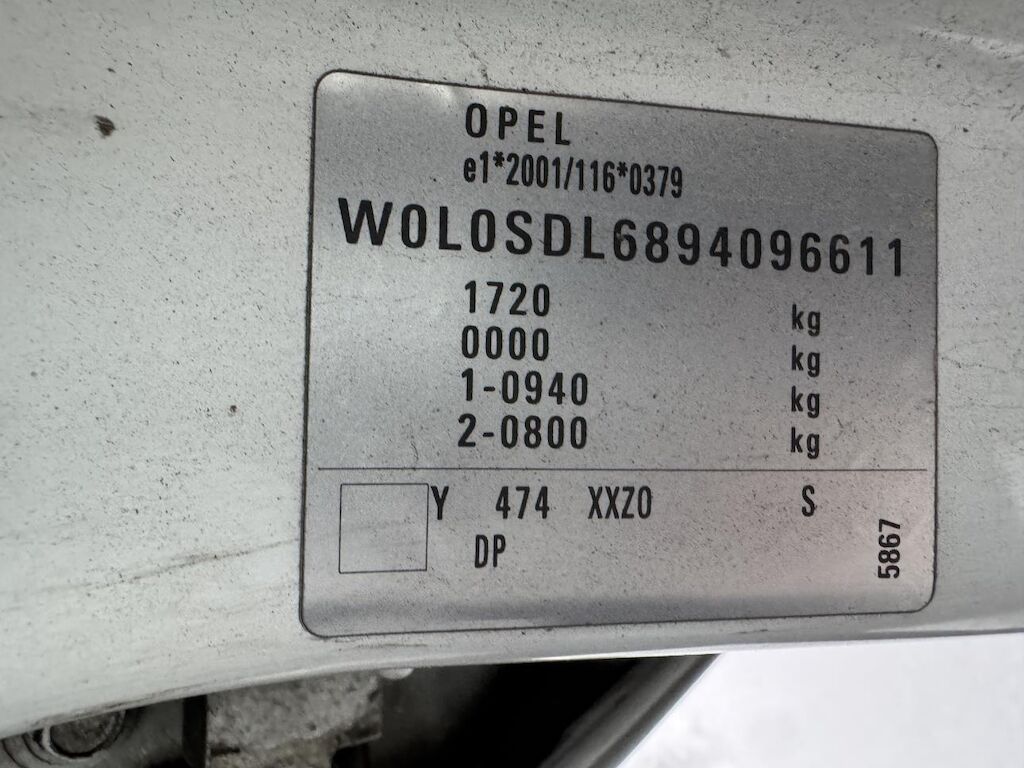 OPEL
e1*2001/116*0379
W0L0SDL6894096611
1720 kg
0000 kg
1-0940 kg
2-0800 kg
Y 474 XXZ0 S
DP
5867